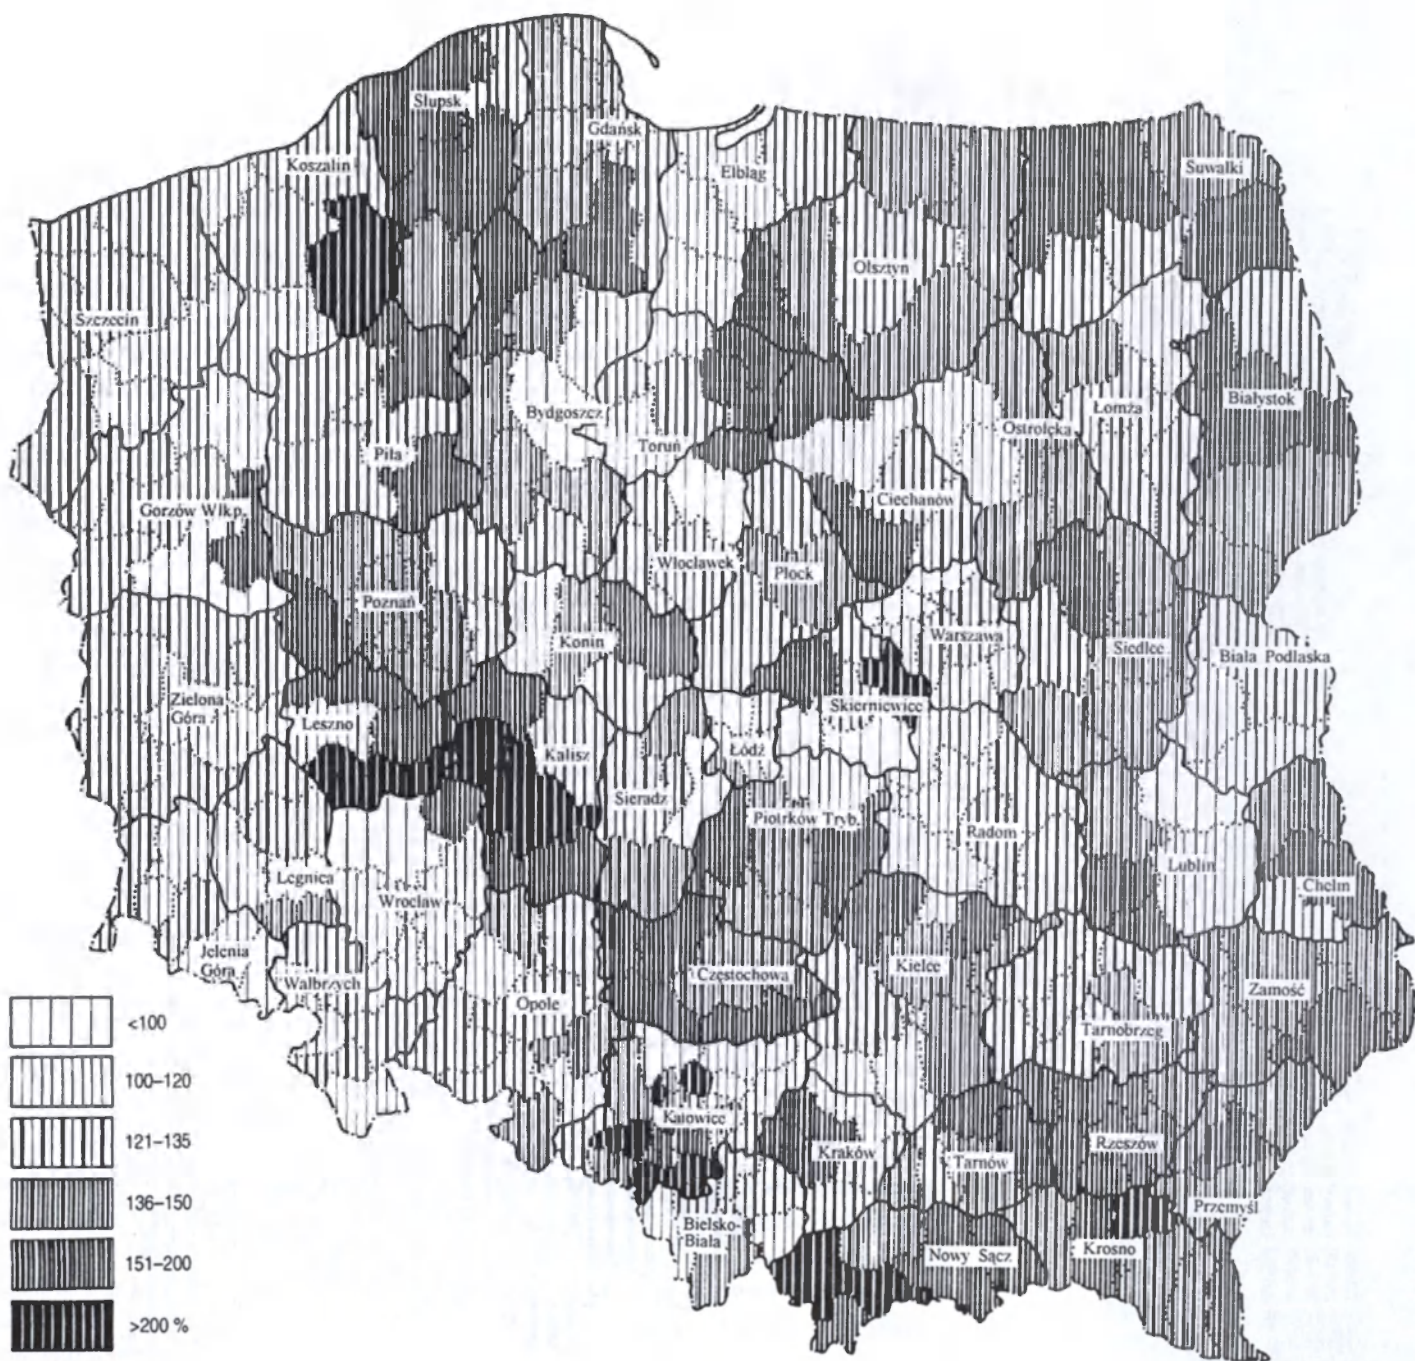 Słupsk
Gdańsk
Koszalin
Elbląg
Suwałki
Olsztyn
Szczecin
Bydgoszcz
Toruń
Piła
Ostrołęka
Łomża
Białystok
Gorzów Wlkp.
Ciechanów
Włocławek
Płock
Poznań
Konin
Warszawa
Siedlce
Biała Podlaska
Zielona
Góra
Leszno
Skierniewice
Kalisz
Łódź
Sieradz
Piotrków Tryb.
Radom
Lublin
Chełm
Legnica
Wrocław
Jelenia
Góra
Wałbrzych
Opole
Częstochowa
Kielce
Zamość
Tarnobrzeg
Katowice
Kraków
Tarnów
Rzeszów
Przemyśl
Bielsko-
Biała
Nowy Sącz
Krosno
<100
100–120
121–135
136–150
151–200
>200 %